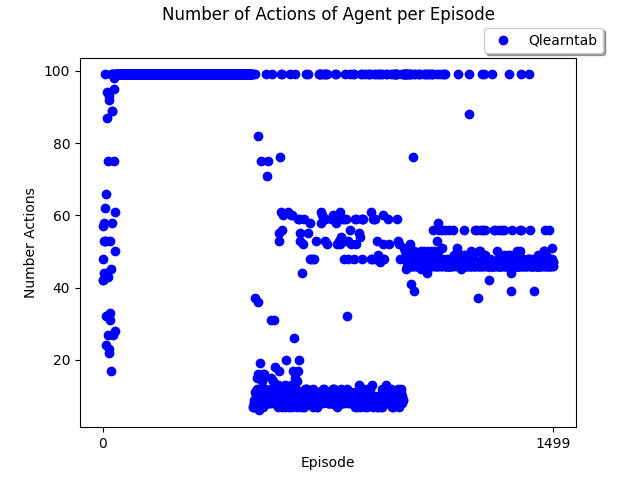 Number of Actions of Agent per Episode
Qlearntab
100
80
60
40
20
Number Actions
0
1499
Episode